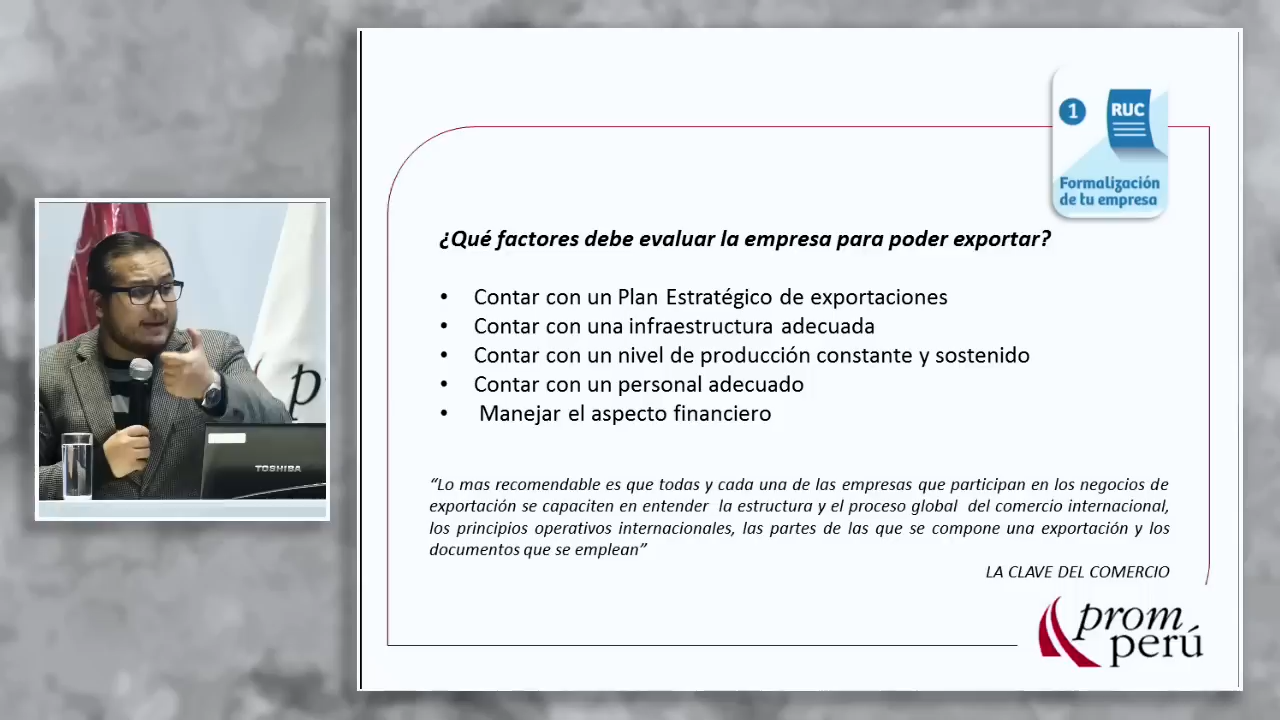 1
RUC
Formalización
de tu empresa
¿Qué factores debe evaluar la empresa para poder exportar?
• Contar con un Plan Estratégico de exportaciones
• Contar con una infraestructura adecuada
• Contar con un nivel de producción constante y sostenido
• Contar con un personal adecuado
• Manejar el aspecto financiero
“Lo mas recomendable es que todas y cada una de las empresas que participan en los negocios de
exportación se capaciten en entender la estructura y el proceso global del comercio internacional,
los principios operativos internacionales, las partes de las que se compone una exportación y los
documentos que se emplean”
LA CLAVE DEL COMERCIO
prom
perú
TOSHIBA